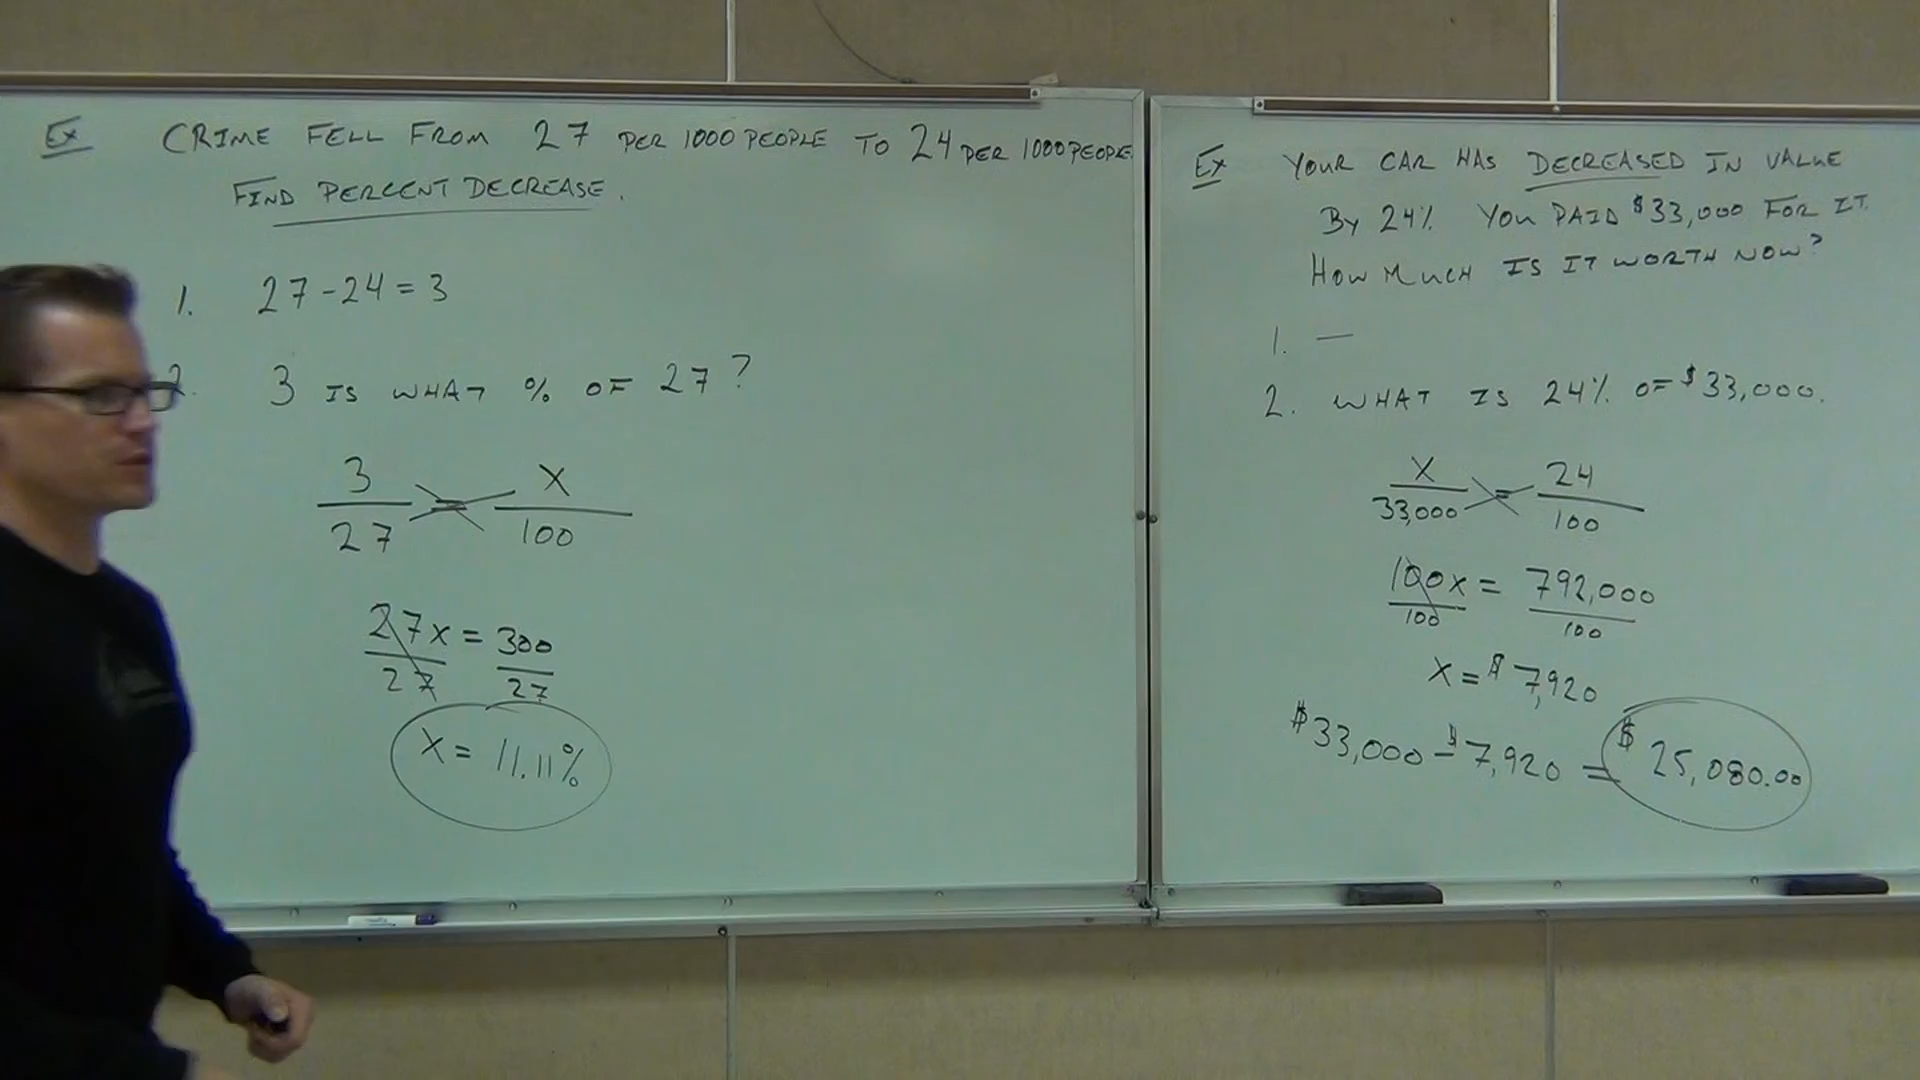 Ex CRIME FELL FROM 27 PER 1000 PEOPLE TO 24 PER 1000 PEOPLE
FIND PERCENT DECREASE.
1. 27-24=3
2. 3 IS WHAT % OF 27?
3/27 = X/100
27x/27 = 300/27
X = 11.11%
Ex YOUR CAR HAS DECREASED IN VALUE
BY 24% YOU PAID $33,000 FOR IT.
HOW MUCH IS IT WORTH NOW?
1. —
2. WHAT IS 24% OF $33,000.
X/33,000 = 24/100
100x/100 = 792,000/100
X = $7,920
$33,000 - $7,920 = $25,080.00